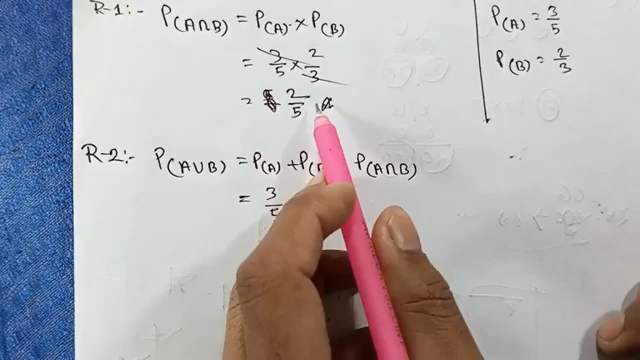 R-1:- P(A∩B) = P(A) × P(B)
= 3/5 × 2/3
= 2/5
R-2:- P(A∪B) = P(A) + P( P(A∩B)
= 3/5
P(A) = 3/5
P(B) = 2/3